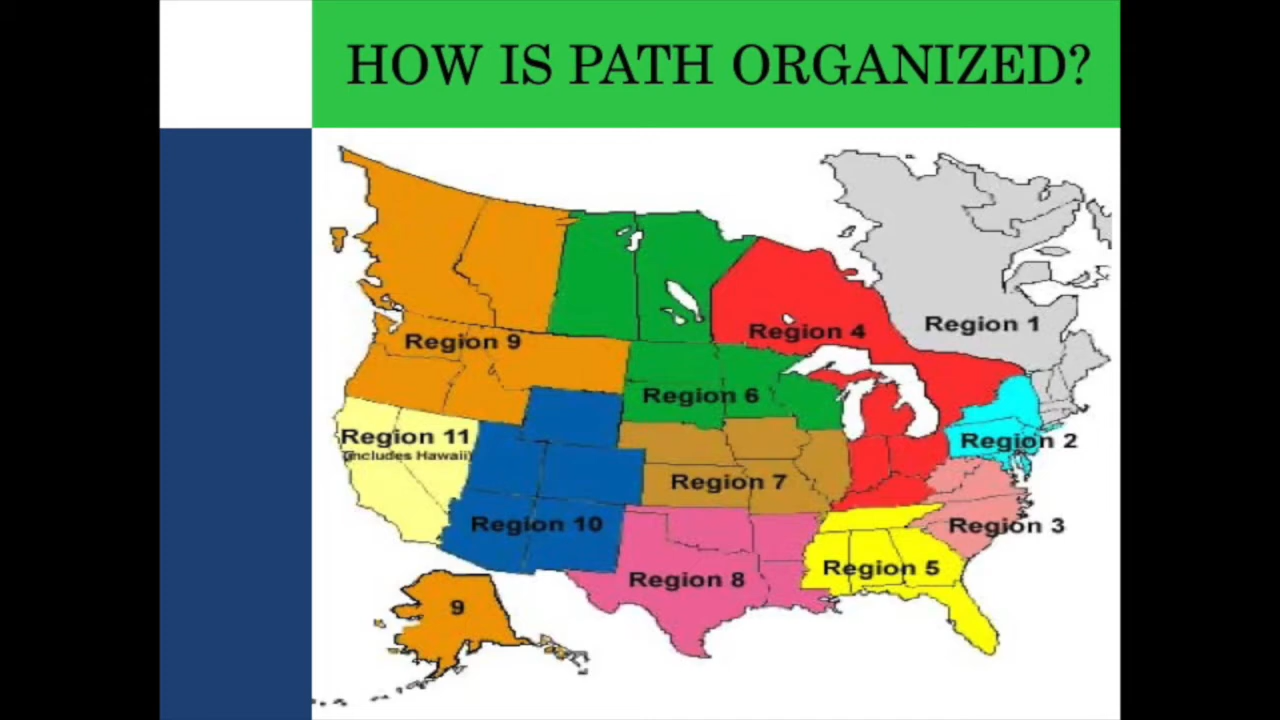 HOW IS PATH ORGANIZED?
Region 1
Region 4
Region 9
Region 6
Region 11
(includes Hawaii)
Region 2
Region 7
Region 10
Region 3
Region 8
Region 5
9